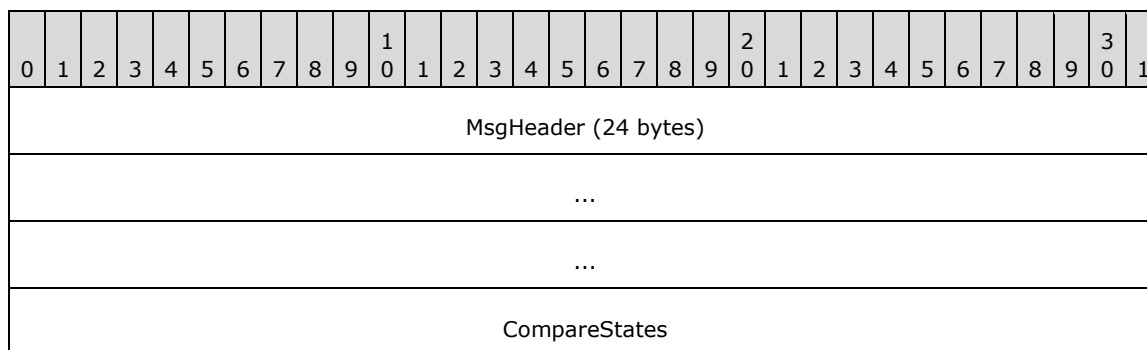 1 2 3
0 1 2 3 4 5 6 7 8 9 0 1 2 3 4 5 6 7 8 9 0 1 2 3 4 5 6 7 8 9 0 1
MsgHeader (24 bytes)
...
...
CompareStates